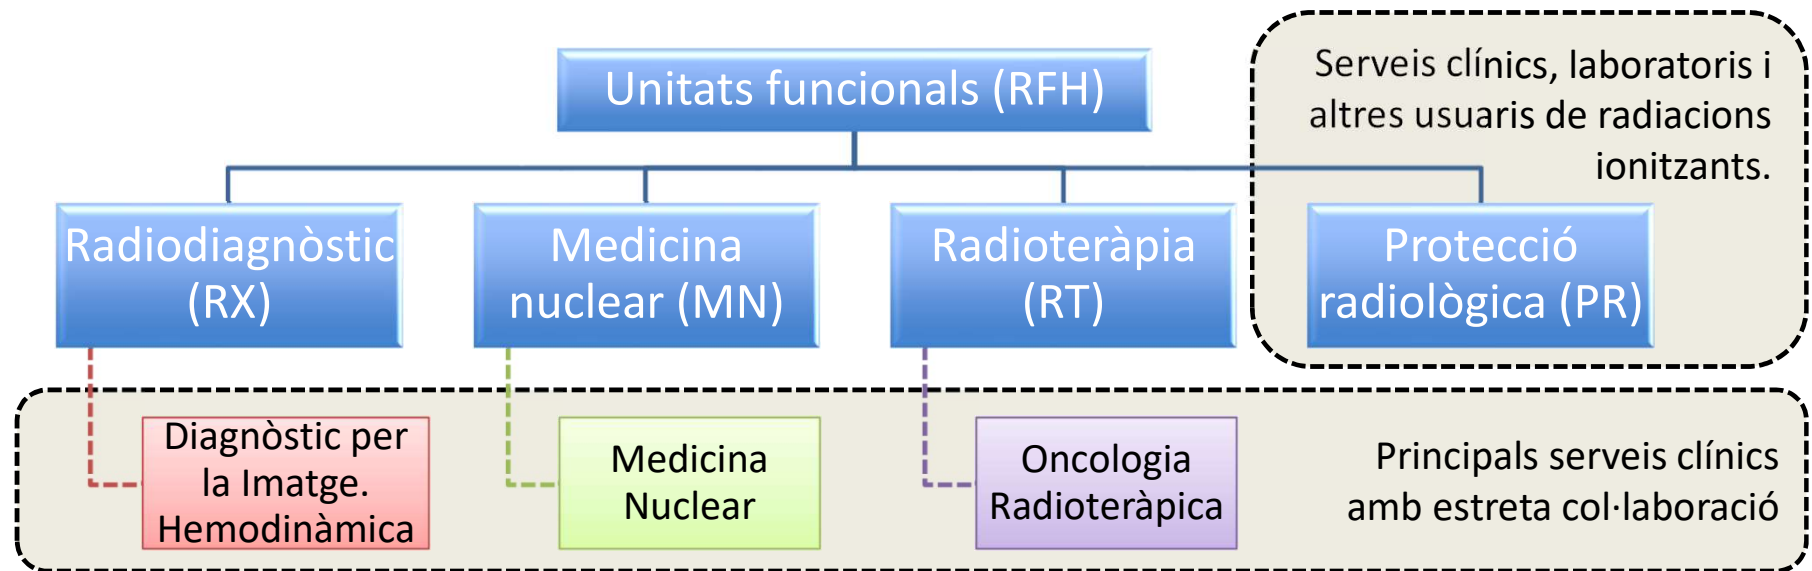 Unitats funcionals (RFH)
Serveis clínics, laboratoris i
altres usuaris de radiacions
ionitzants.
Radiodiagnòstic
(RX)
Medicina
nuclear (MN)
Radioteràpia
(RT)
Protecció
radiològica (PR)
Diagnòstic per
la Imatge.
Hemodinàmica
Medicina
Nuclear
Oncologia
Radioteràpica
Principals serveis clínics
amb estreta col·laboració